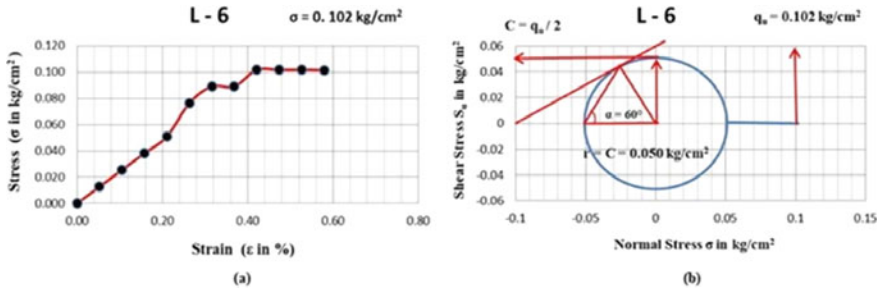 L - 6
σ = 0. 102 kg/cm²
0.120
0.100
0.080
0.060
0.040
0.020
0.000
0.00 0.20 0.40 0.60 0.80
Stress (σ in kg/cm²)
Strain (ε in %)
(a)
L - 6
C = qᵤ / 2
qᵤ = 0.102 kg/cm²
0.06
0.04
0.02
0
-0.02
-0.04
-0.06
-0.1 -0.05 0 0.05 0.1 0.15
α = 60°
r = C = 0.050 kg/cm²
Shear Stress Sᵤ in kg/cm²
Normal Stress σ in kg/cm²
(b)